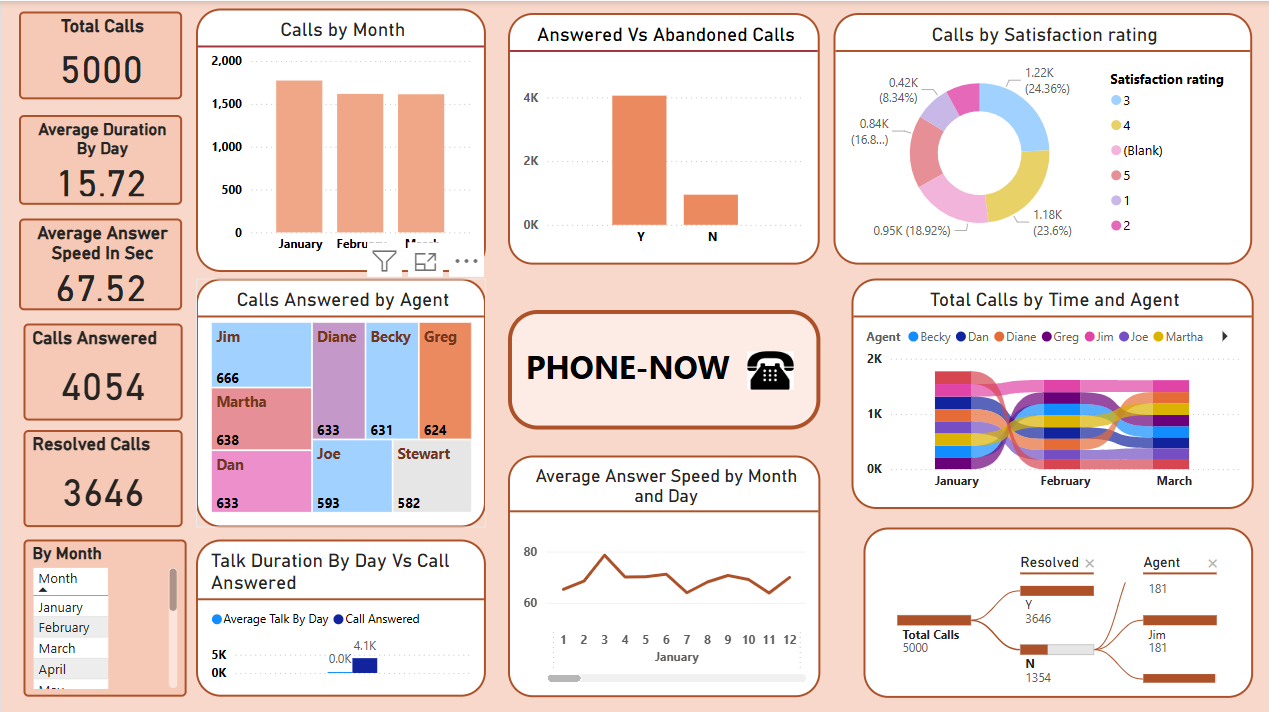 Total Calls
5000
Average Duration
By Day
15.72
Average Answer
Speed In Sec
67.52
Calls Answered
4054
Resolved Calls
3646
By Month
Month
January
February
March
April
Calls by Month
2,000
1,500
1,000
500
0
January
Calls Answered by Agent
Jim
666
Martha
638
Dan
633
Diane
633
Becky
631
Greg
624
Joe
593
Stewart
582
Talk Duration By Day Vs Call
Answered
Average Talk By Day Call Answered
5K
0K
0.0K
4.1K
Answered Vs Abandoned Calls
4K
2K
0K
Y N
PHONE-NOW
Average Answer Speed by Month
and Day
80
60
1 2 3 4 5 6 7 8 9 10 11 12
January
Calls by Satisfaction rating
1.22K
(24.36%)
1.18K
(23.6%)
0.95K (18.92%)
0.84K
(16.8...)
0.42K
(8.34%)
Satisfaction rating
3
4
(Blank)
5
1
2
Total Calls by Time and Agent
Agent Becky Dan Diane Greg Jim Joe Martha
2K
1K
0K
January February March
Total Calls
5000
Resolved ×
Y
3646
N
1354
Agent ×
181
Jim
181